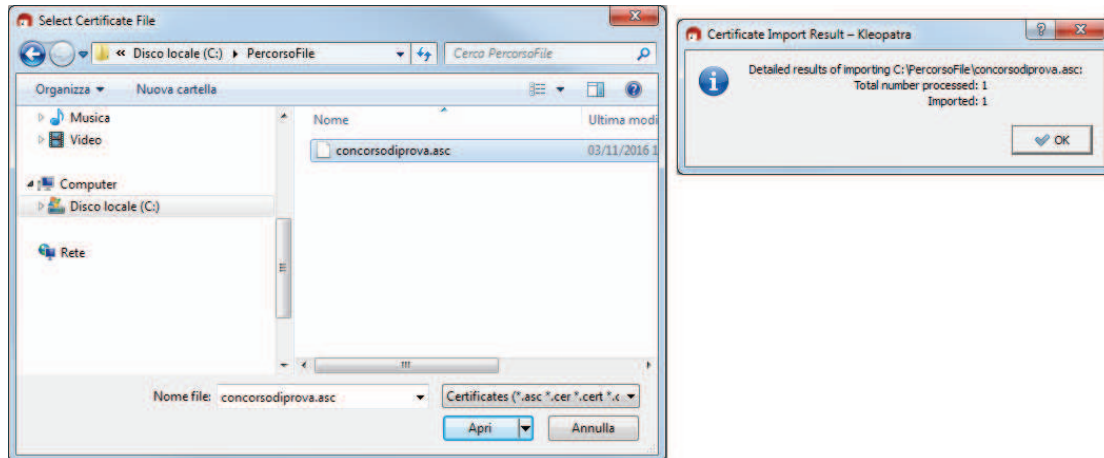 Select Certificate File
« Disco locale (C:) ▸ PercorsoFile
Cerca PercorsoFile
Organizza ▾ Nuova cartella
Musica
Video
Computer
Disco locale (C:)
Rete
Nome Ultima modi
concorsodiprova.asc 03/11/2016 1
Nome file: concorsodiprova.asc
Certificates (*.asc *.cer *.cert *.c
Apri Annulla
Certificate Import Result – Kleopatra
Detailed results of importing C:\PercorsoFile\concorsodiprova.asc:
Total number processed: 1
Imported: 1
OK